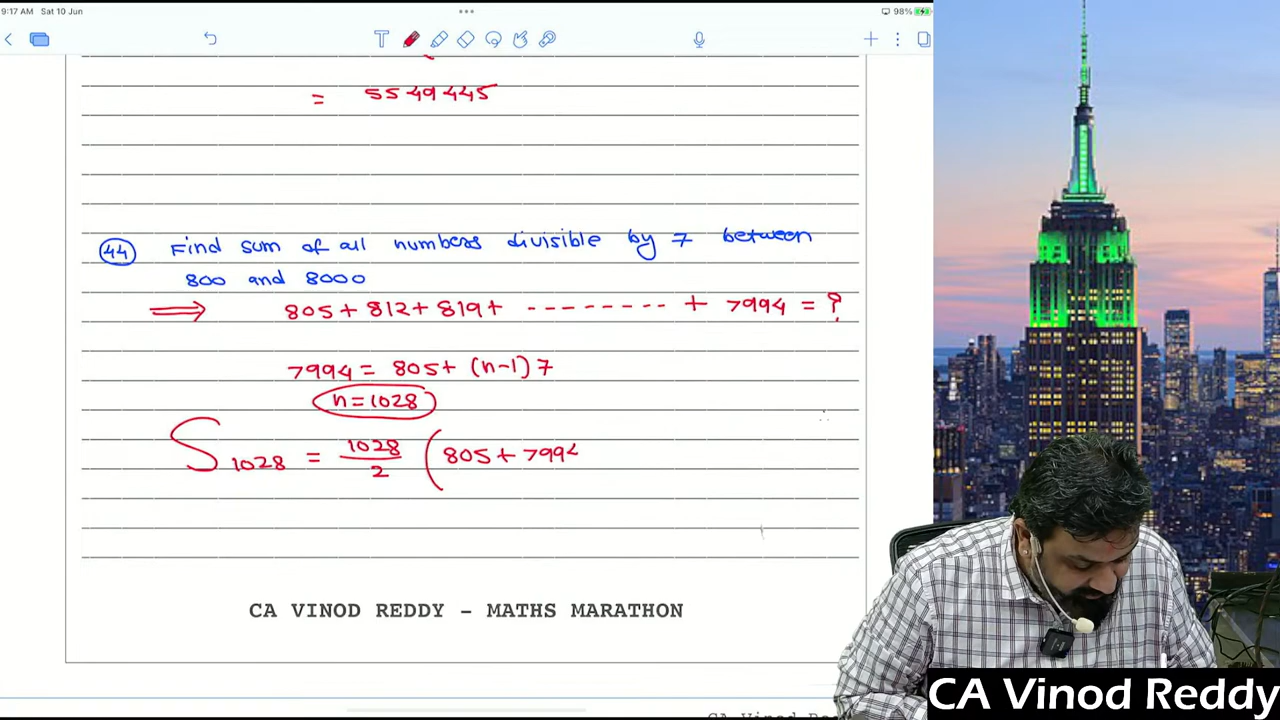 9:17 AM Sat 10 Jun
98%
= 5549445
44 Find sum of all numbers divisible by 7 between
800 and 8000
⟹ 805 + 812 + 819 + - - - - - - - - + 7994 = ?
7994 = 805 + (n-1) 7
n = 1028
S 1028 = 1028/2 ( 805 + 7994
CA VINOD REDDY - MATHS MARATHON
CA Vinod Reddy